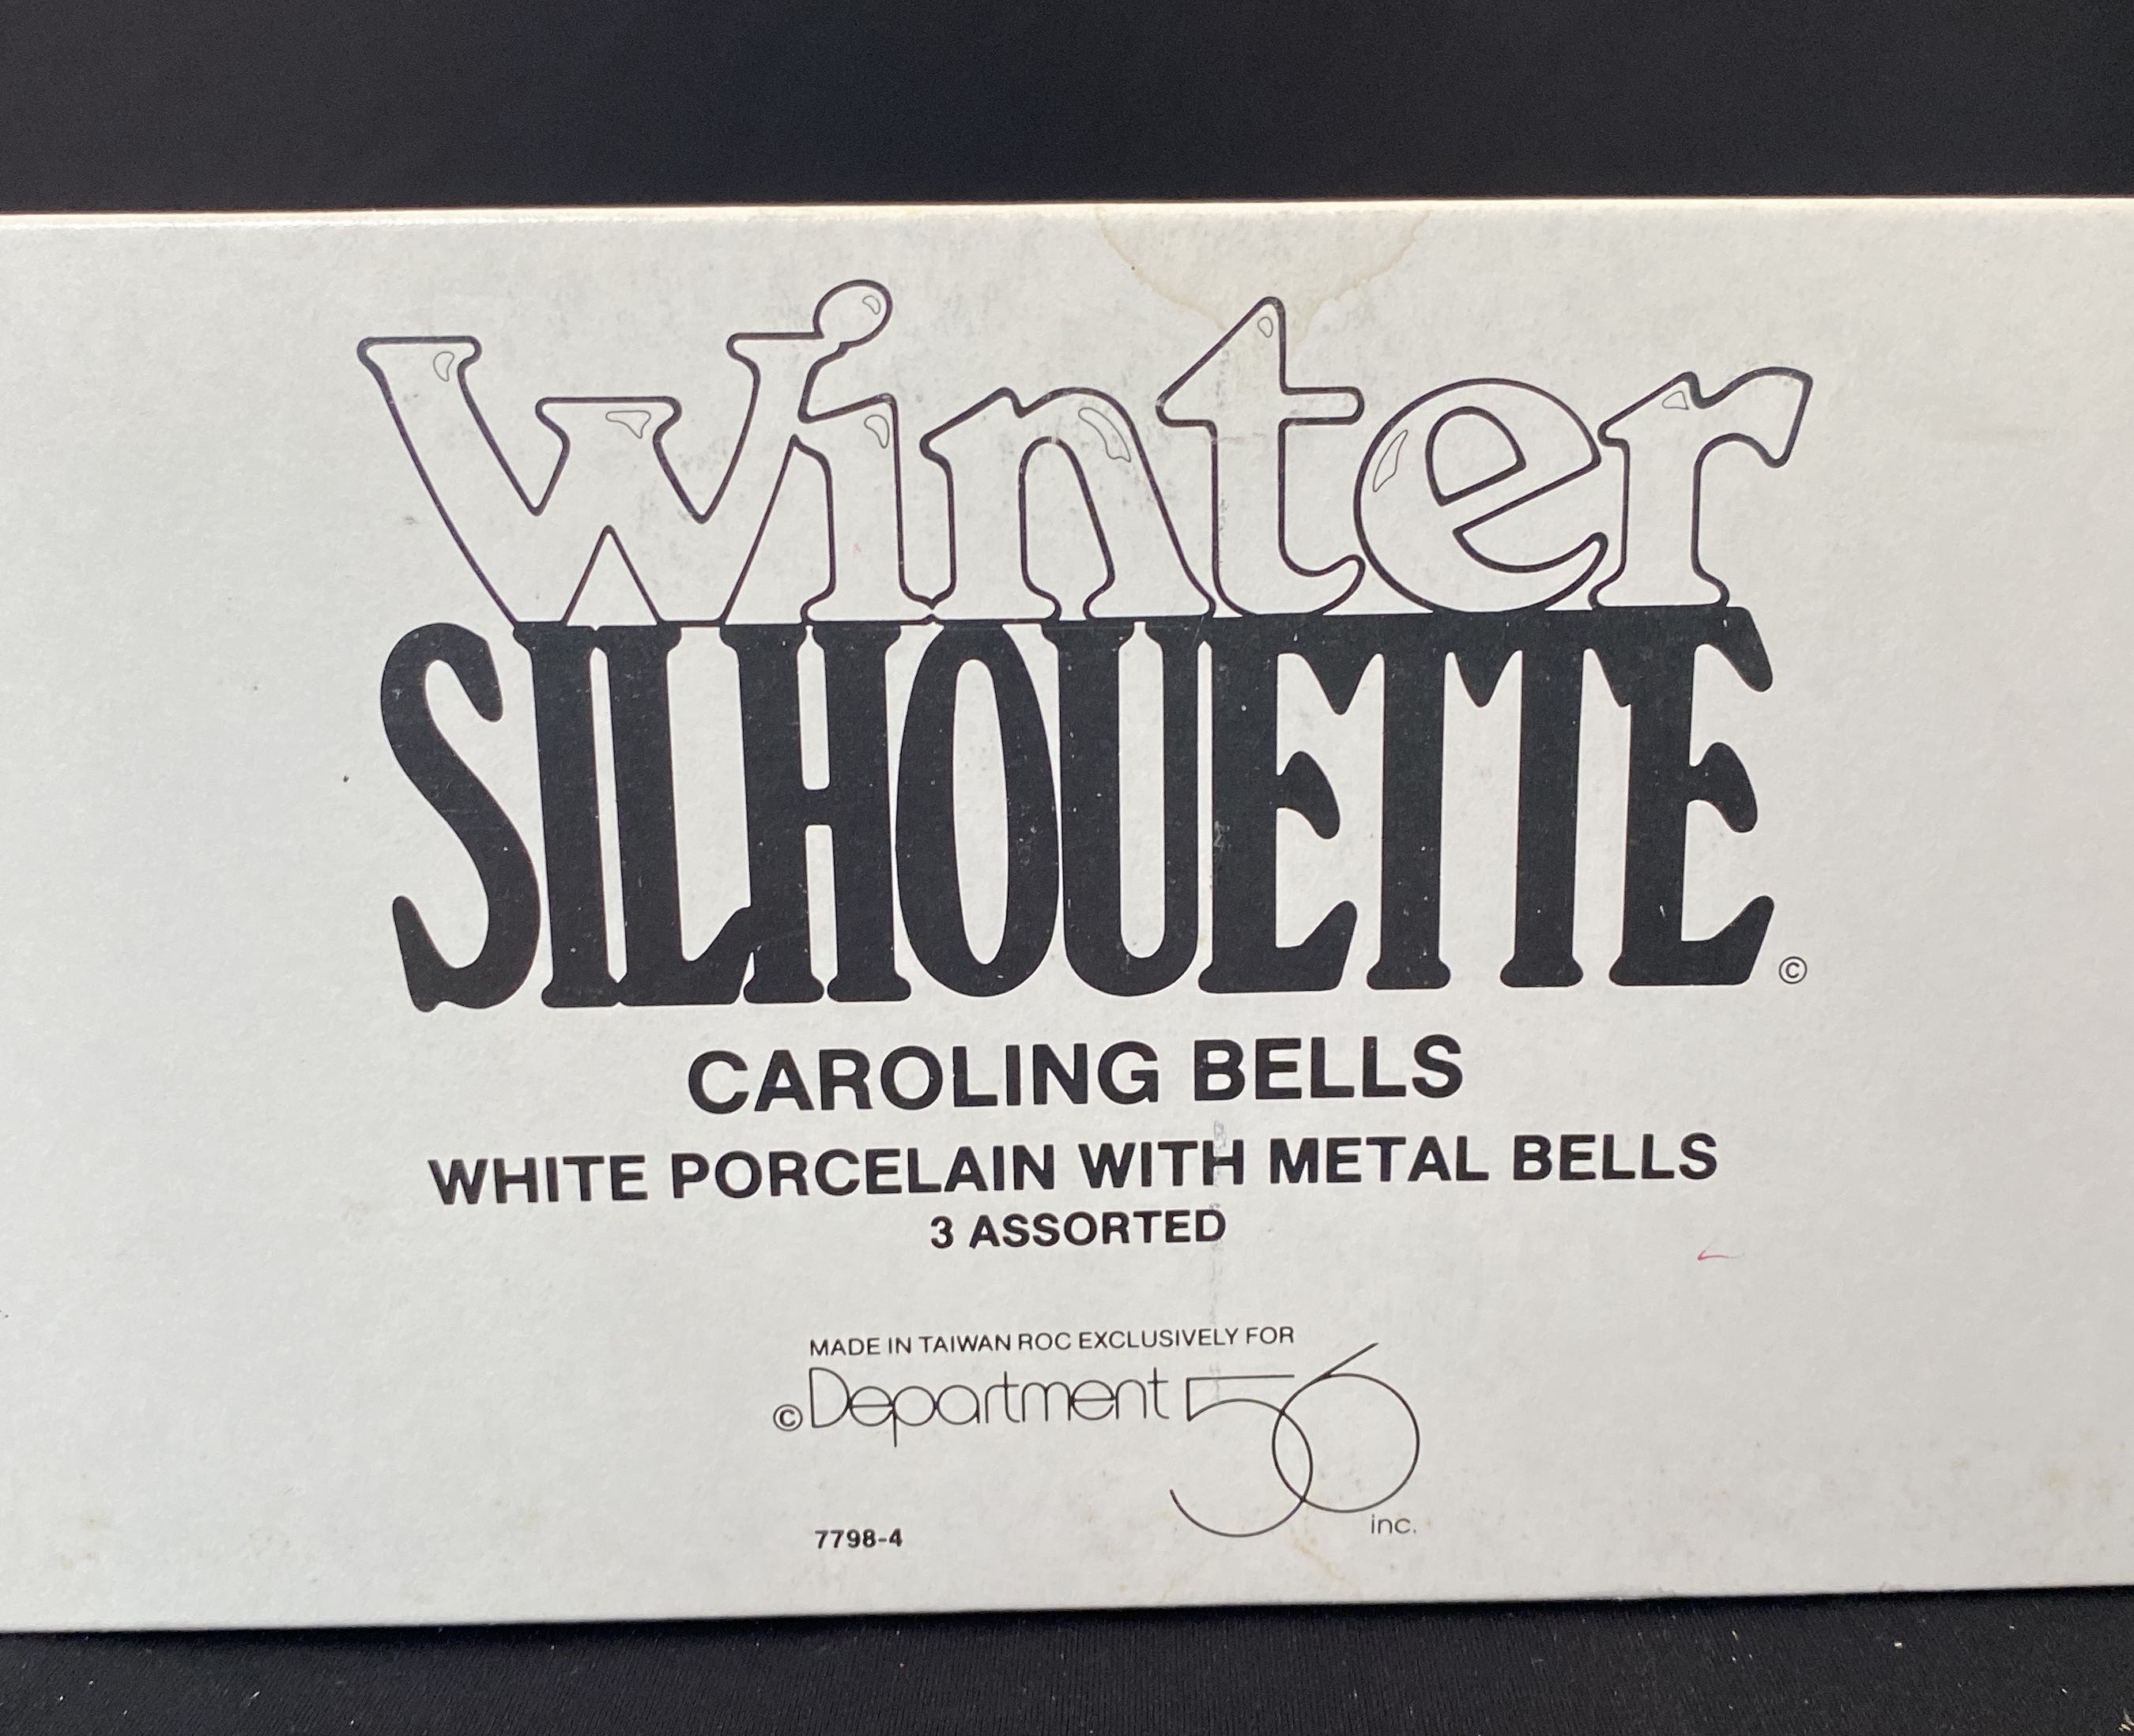 Winter
SILHOUETTE ©
CAROLING BELLS
WHITE PORCELAIN WITH METAL BELLS
3 ASSORTED
MADE IN TAIWAN ROC EXCLUSIVELY FOR
© Department 56
inc.
7798-4